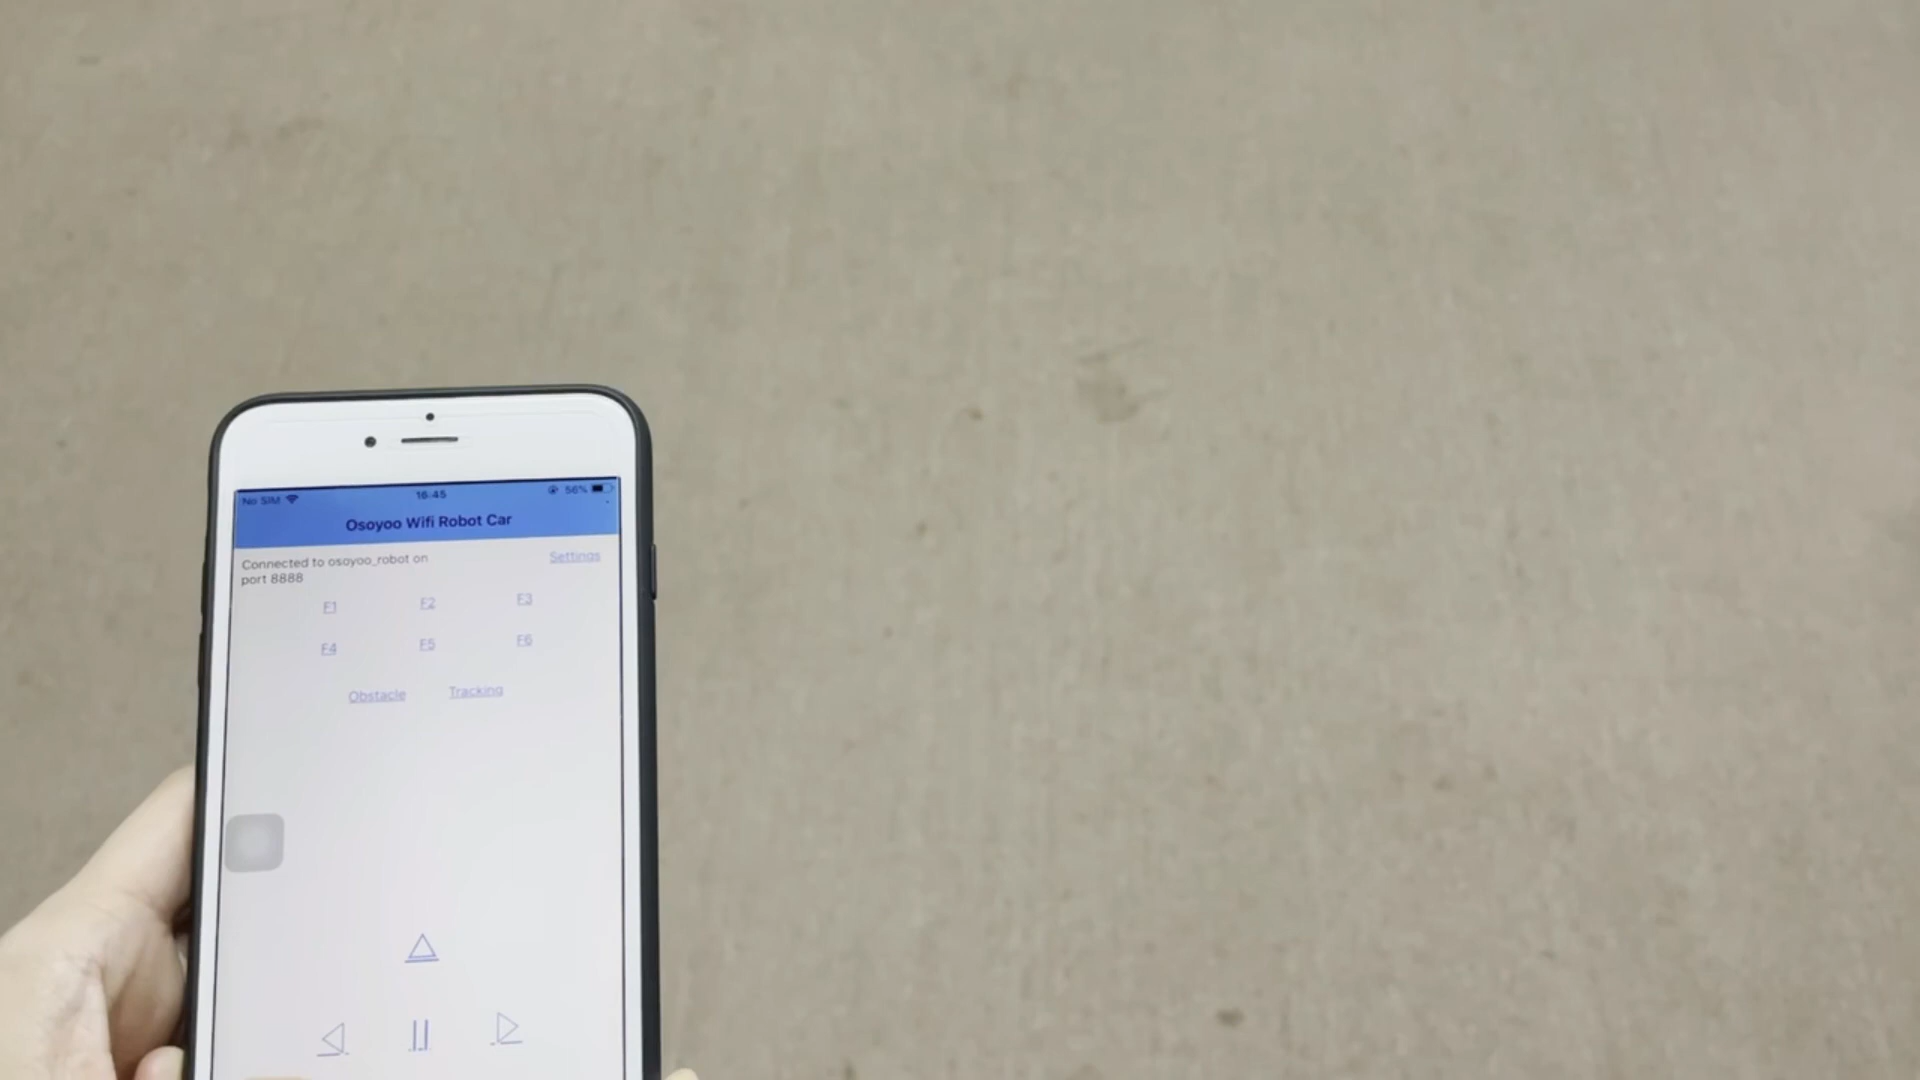 No SIM 16:45 56%
Osoyoo Wifi Robot Car
Connected to osoyoo_robot on
port 8888
Settings
F1 F2 F3
F4 F5 F6
Obstacle Tracking